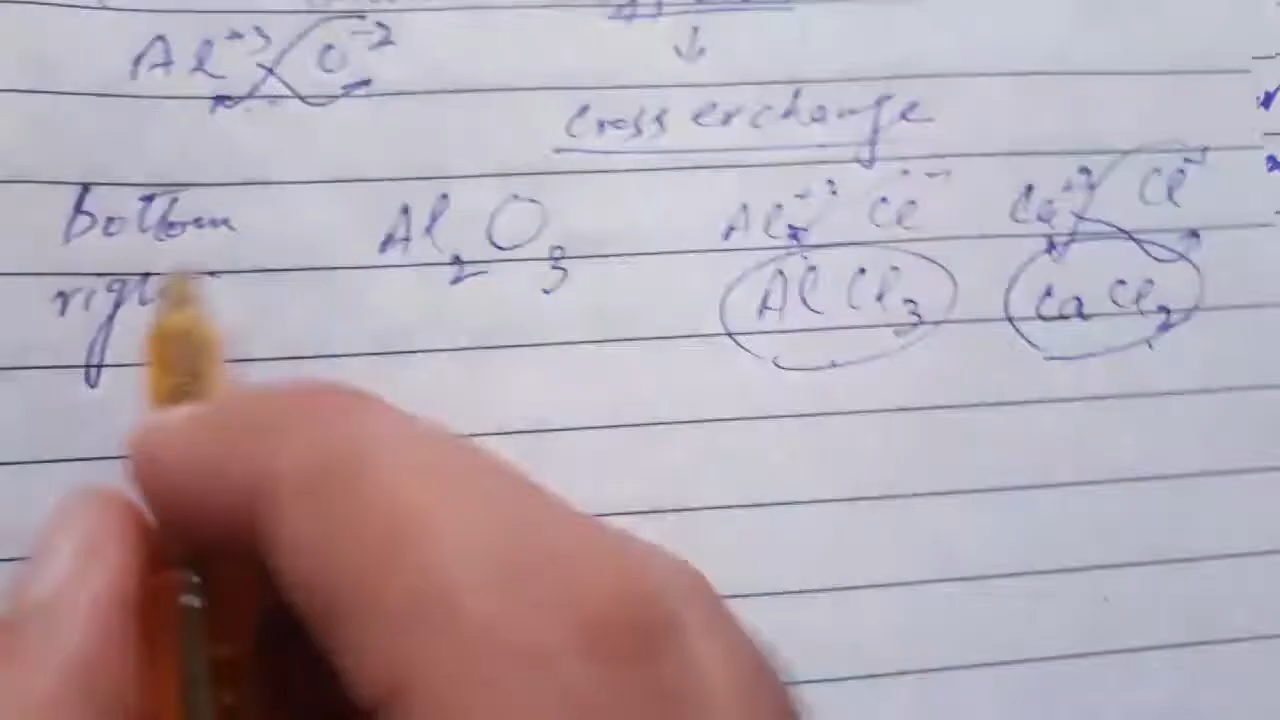 Al+3 O-2
↓
Cross exchange
bottom Al2O3 Al+3 Cl- Ca+2 Cl-
right AlCl3 CaCl2